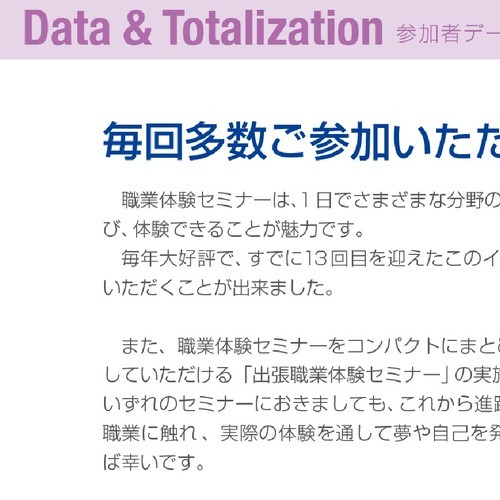 Data & Totalization 参加者デー
毎回多数ご参加いただ
職業体験セミナーは、1日でさまざまな分野の
び、体験できることが魅力です。
毎年大好評で、すでに13回目を迎えたこのイ
いただくことが出来ました。
また、職業体験セミナーをコンパクトにまと
していただける「出張職業体験セミナー」の実施
いずれのセミナーにおきましても、これから進
職業に触れ、実際の体験を通して夢や自己を発
ば幸いです。